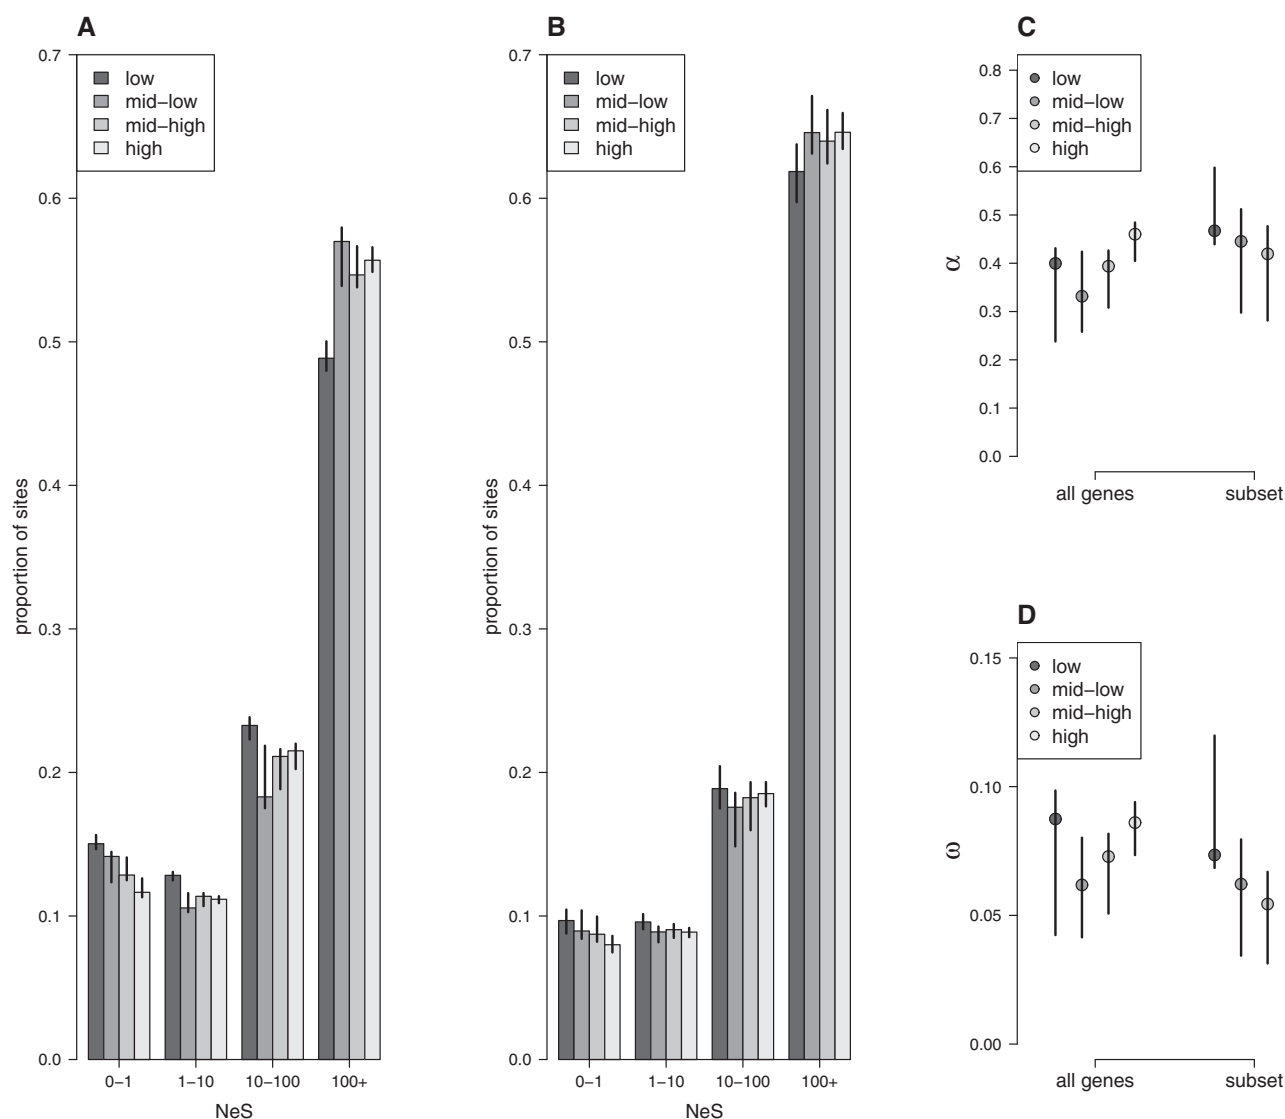 A
0.7
0.6
0.5
0.4
0.3
0.2
0.1
0.0
proportion of sites
low
mid−low
mid−high
high
0−1
1−10
10−100
100+
NeS
B
0.7
0.6
0.5
0.4
0.3
0.2
0.1
0.0
proportion of sites
low
mid−low
mid−high
high
0−1
1−10
10−100
100+
NeS
C
0.8
0.7
0.6
0.5
0.4
0.3
0.2
0.1
0.0
α
low
mid−low
mid−high
high
all genes
subset
D
0.15
0.10
0.05
0.00
ω
low
mid−low
mid−high
high
all genes
subset